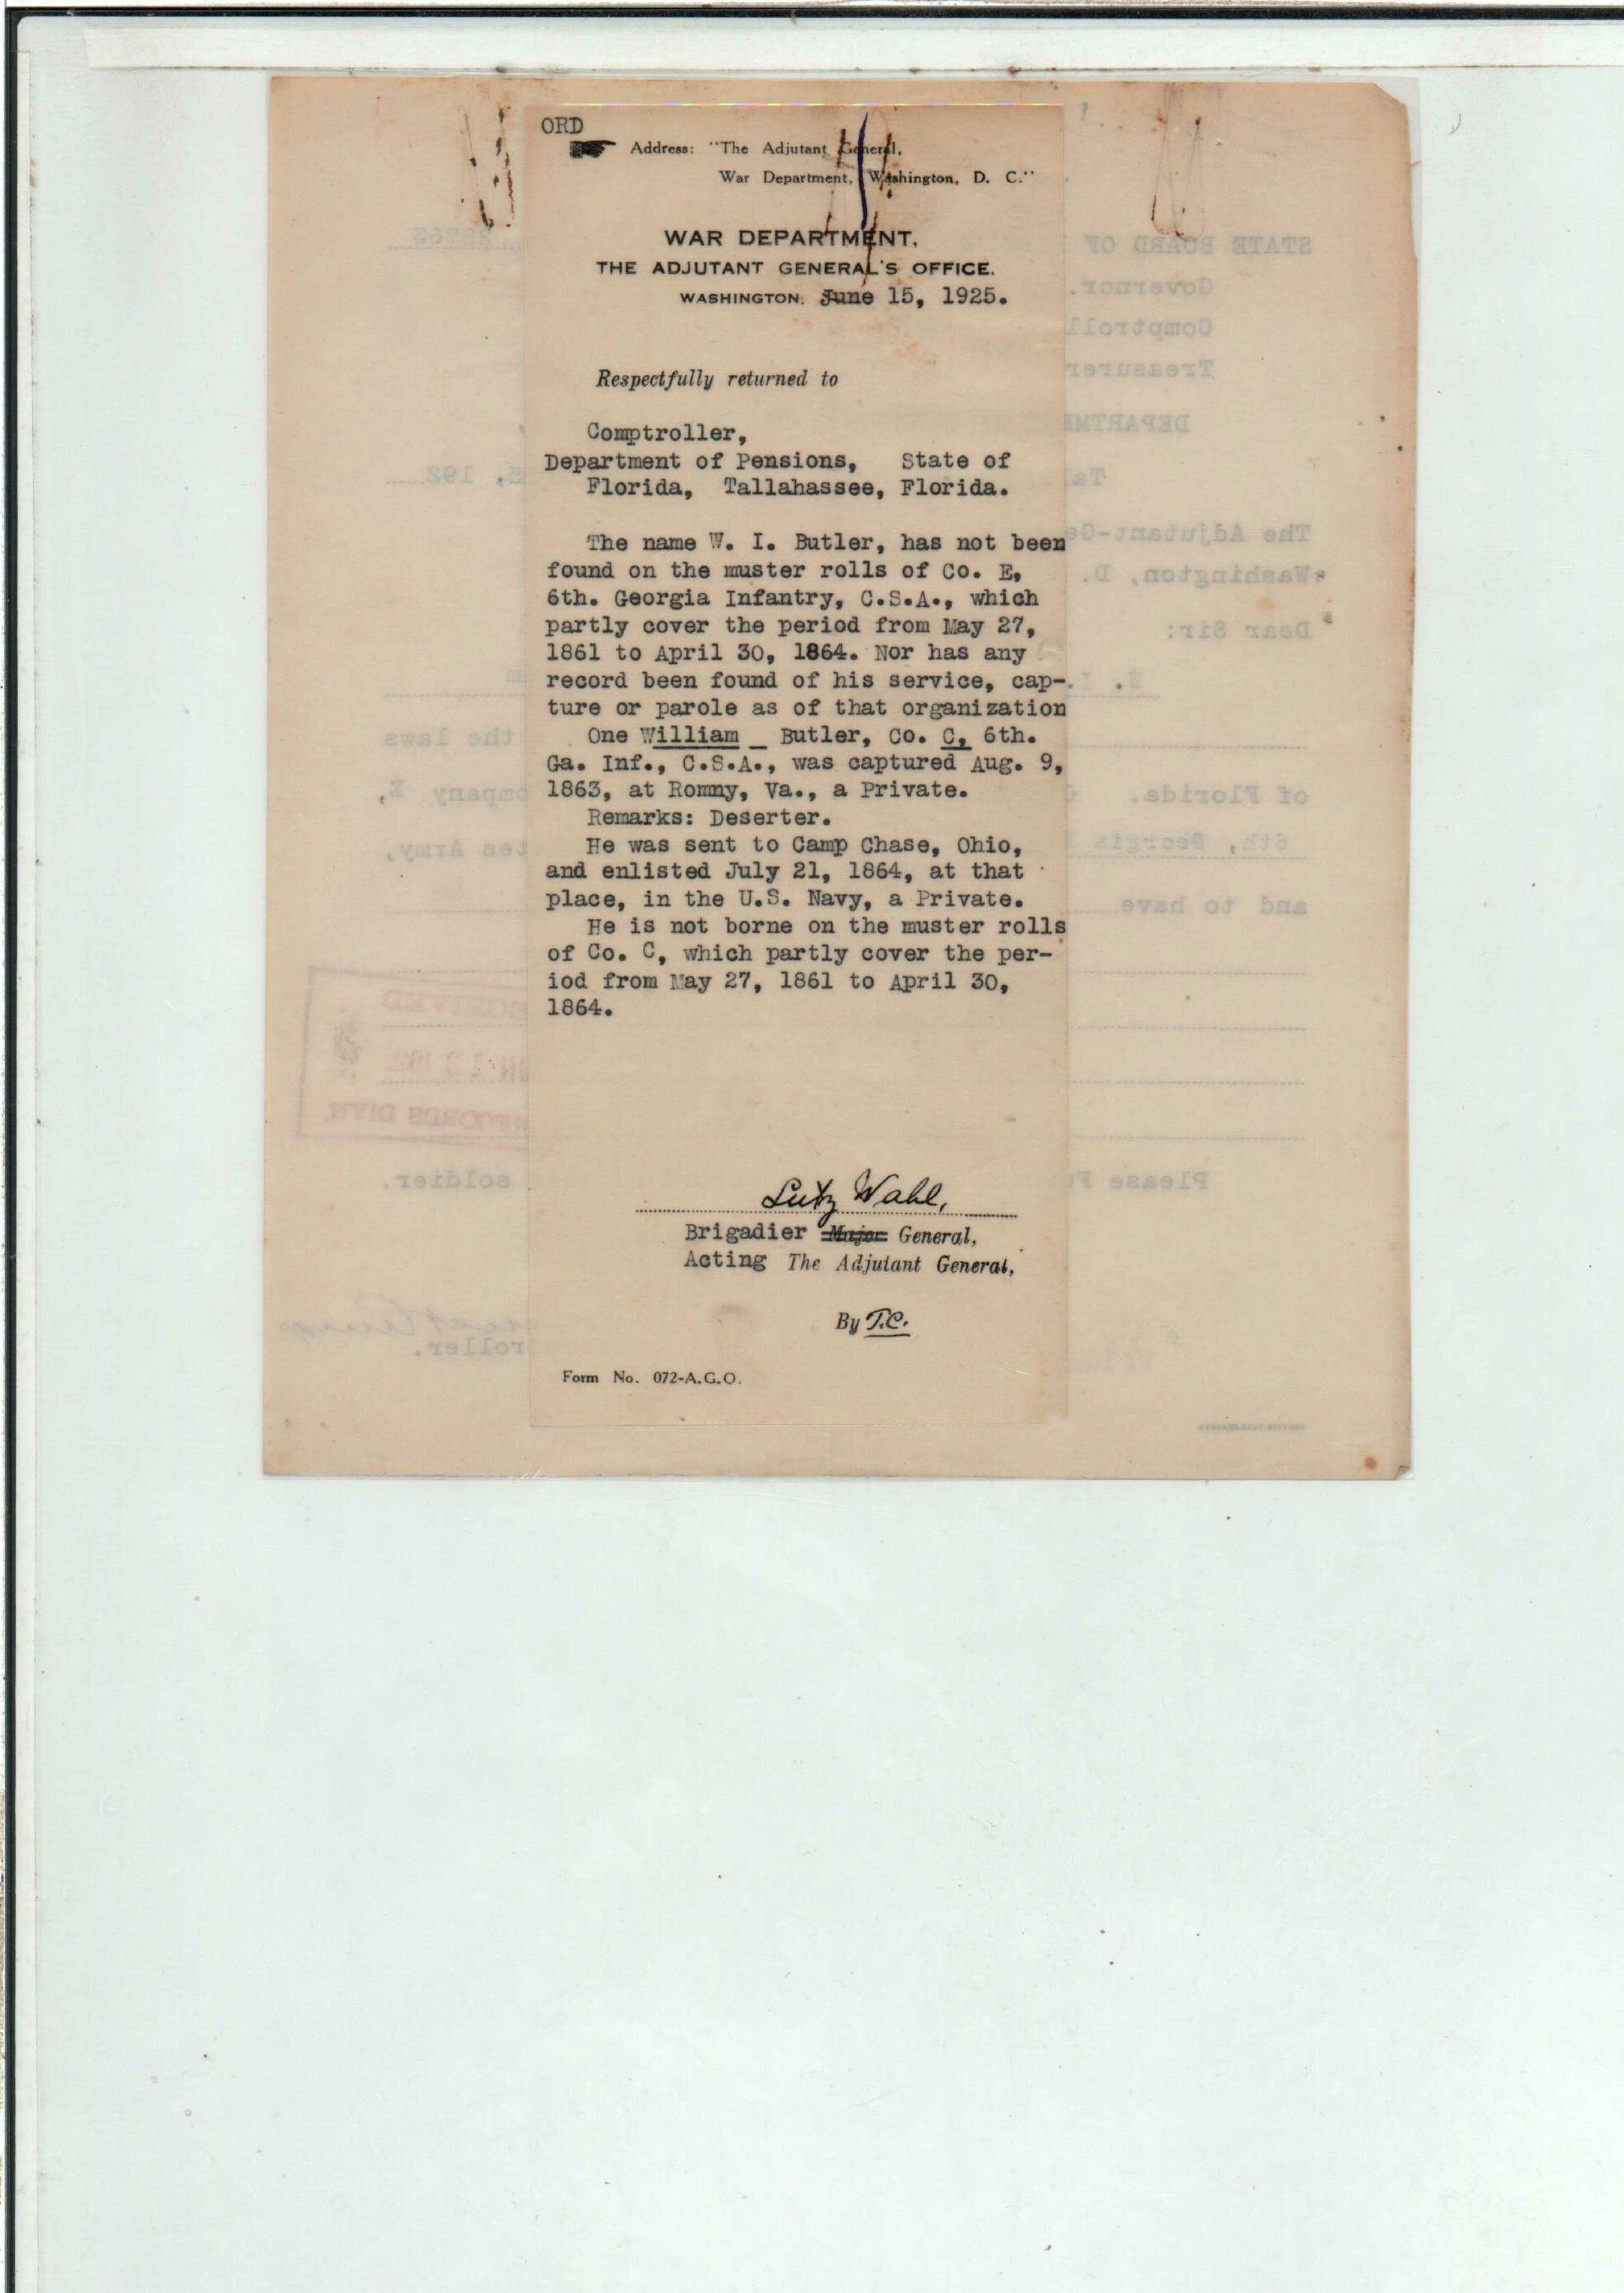 ORD
Address: "The Adjutant General,
War Department, Washington, D. C."
WAR DEPARTMENT.
THE ADJUTANT GENERAL'S OFFICE.
WASHINGTON. June 15, 1925.
Respectfully returned to
Comptroller,
Department of Pensions, State of
Florida, Tallahassee, Florida.
The name W. I. Butler, has not been
found on the muster rolls of Co. E,
6th. Georgia Infantry, C.S.A., which
partly cover the period from May 27,
1861 to April 30, 1864. Nor has any
record been found of his service, cap-
ture or parole as of that organization
One William _ Butler, Co. C, 6th.
Ga. Inf., C.S.A., was captured Aug. 9,
1863, at Romny, Va., a Private.
Remarks: Deserter.
He was sent to Camp Chase, Ohio,
and enlisted July 21, 1864, at that
place, in the U.S. Navy, a Private.
He is not borne on the muster rolls
of Co. C, which partly cover the per-
iod from May 27, 1861 to April 30,
1864.
Lutz Wahl,
Brigadier Major General,
Acting The Adjutant General,
By T.C.
Form No. 072-A.G.O.